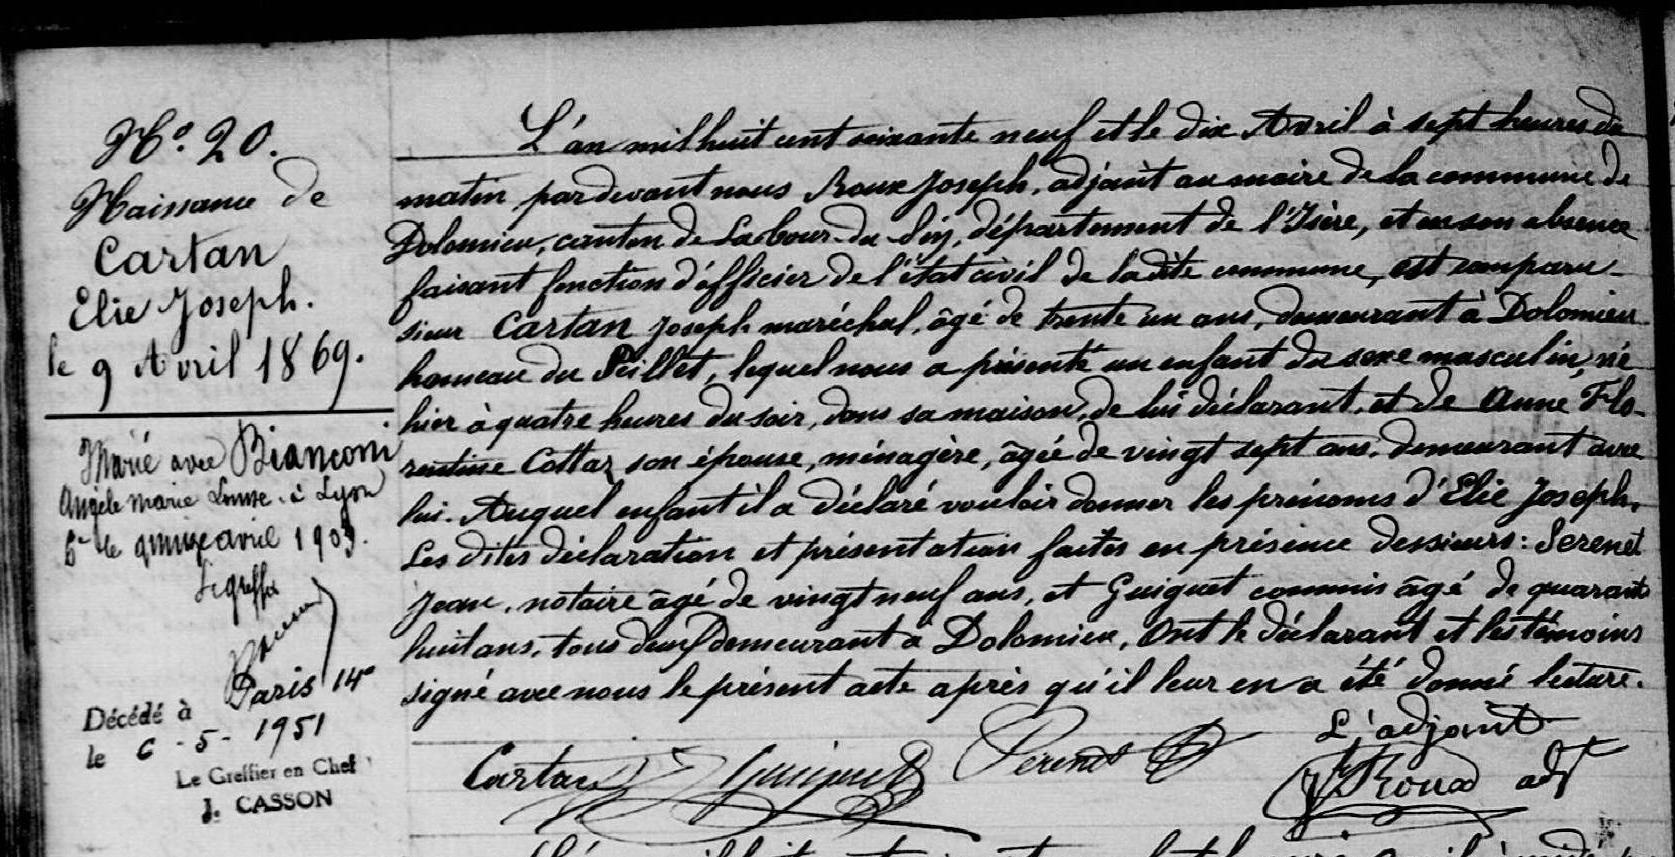 N.º 20.
Naissance de
Cartan
Elie Joseph.
le 9 Avril 1869.
Marié avec Bianconi
Angèle Marie Louise à Lyon
6e le quinze avril 1903.
Le greffier
Décédé à Paris 14e
le 6-5-1951
Le Greffier en Chef
J. CASSON
L'an mil huit cent soixante neuf et le dix Avril à sept heures du
matin, pardevant nous Roux Joseph, adjoint au maire de la commune de
Dolomieu, canton de La tour-du-pin, département de l'Isère, et en son absence
faisant fonction d'officier de l'état civil de la dite commune, est comparu
sieur Cartan Joseph maréchal, âgé de trente un ans, demeurant à Dolomieu
hameau du Peillet, lequel nous a présenté un enfant du sexe masculin, né
hier à quatre heures du soir, dans sa maison, de lui déclarant, et de Anne Flo-
rentine Cottaz son épouse, ménagère, âgée de vingt sept ans, demeurant avec
lui. Auquel enfant il a déclaré vouloir donner les prénoms d'Elie Joseph.
Les dites déclaration et présentation faites en présence des sieurs: Serenet
Jean, notaire âgé de vingt neuf ans, et Guiguet commis âgé de quarante
huit ans, tous deux demeurant à Dolomieu, Ont le déclarant et les témoins
signé avec nous le présent acte après qu'il leur en a été donné lecture.
L'adjoint
Cartan Guiguet Serenet JRoux adj